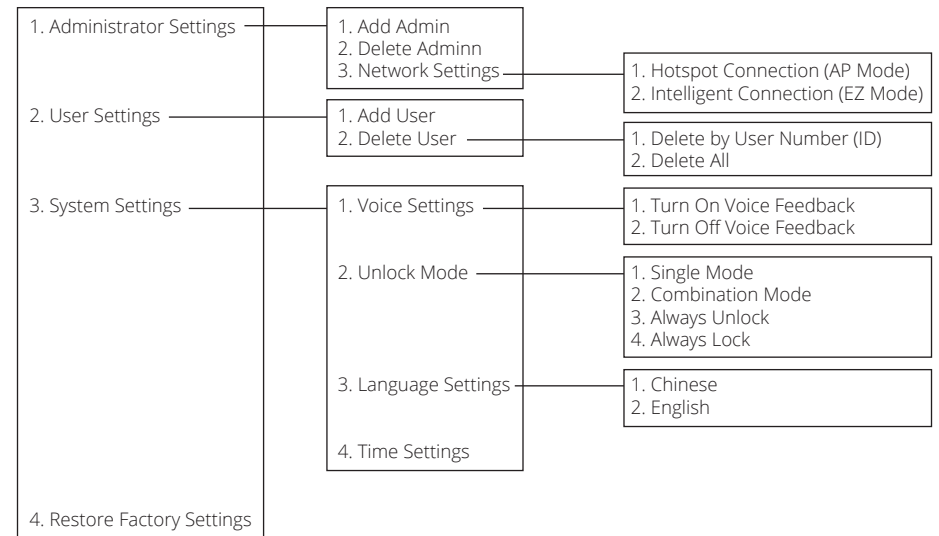 1. Administrator Settings
1. Add Admin
2. Delete Adminn
3. Network Settings
1. Hotspot Connection (AP Mode)
2. Intelligent Connection (EZ Mode)
2. User Settings
1. Add User
2. Delete User
1. Delete by User Number (ID)
2. Delete All
3. System Settings
1. Voice Settings
1. Turn On Voice Feedback
2. Turn Off Voice Feedback
2. Unlock Mode
1. Single Mode
2. Combination Mode
3. Always Unlock
4. Always Lock
3. Language Settings
1. Chinese
2. English
4. Time Settings
4. Restore Factory Settings